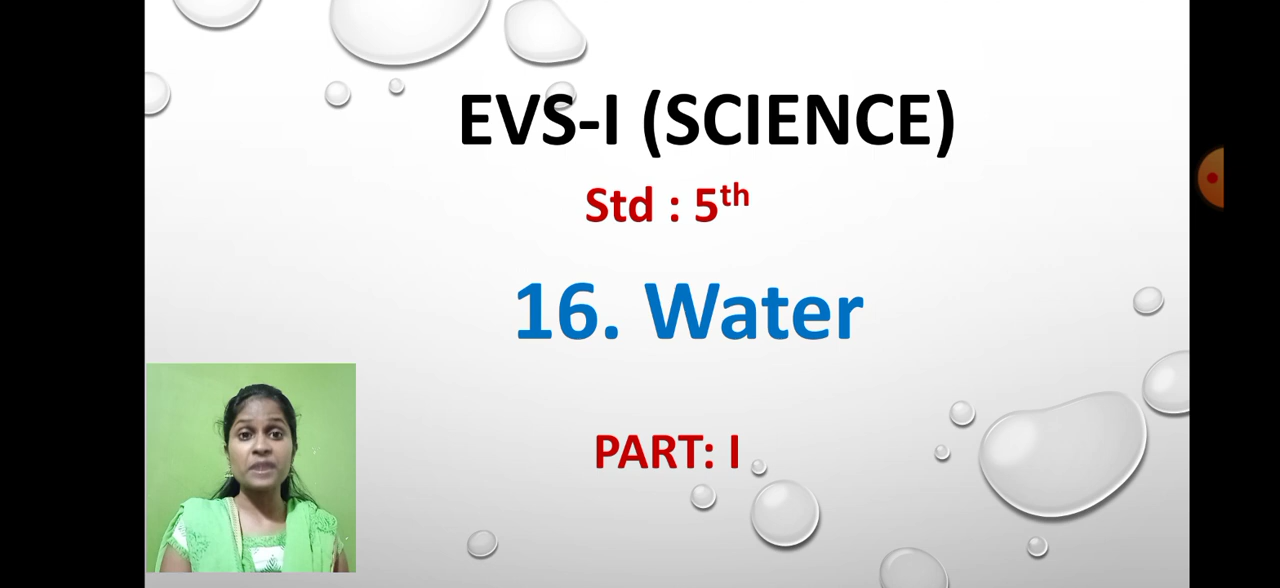 EVS-I (SCIENCE)
Std : 5th
16. Water
PART: I